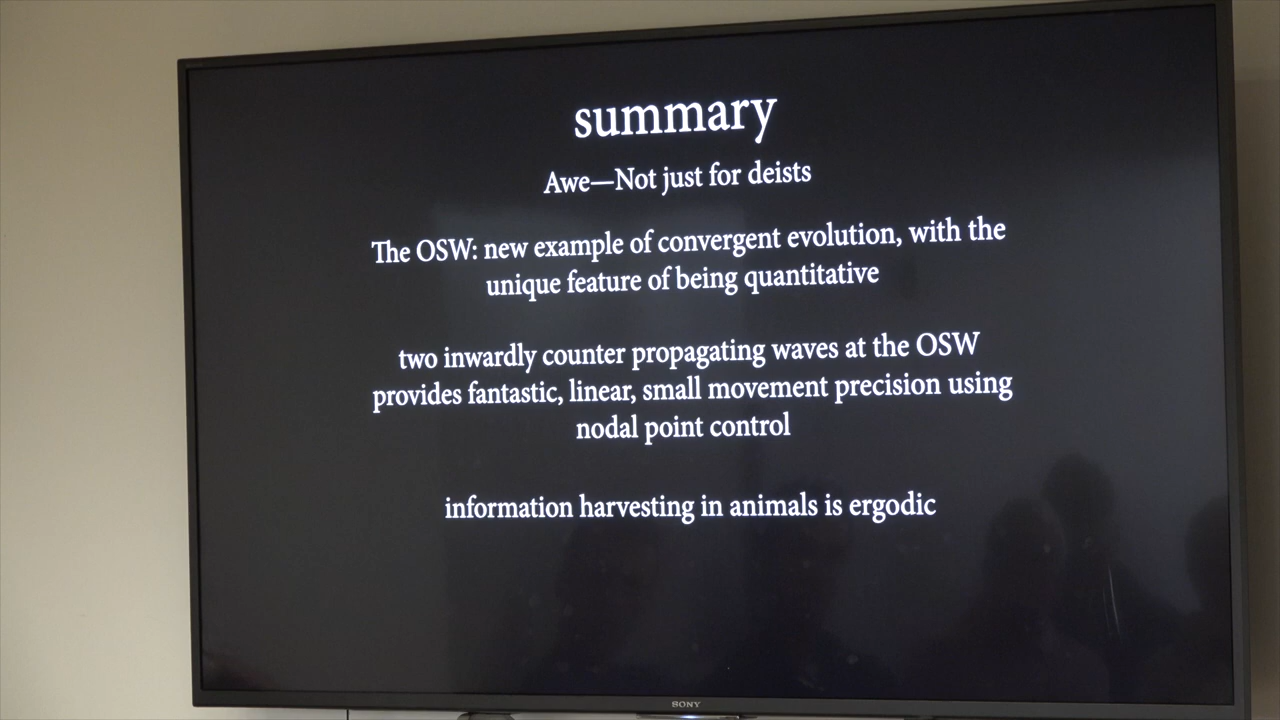 summary
Awe—Not just for deists
The OSW: new example of convergent evolution, with the
unique feature of being quantitative
two inwardly counter propagating waves at the OSW
provides fantastic, linear, small movement precision using
nodal point control
information harvesting in animals is ergodic
SONY